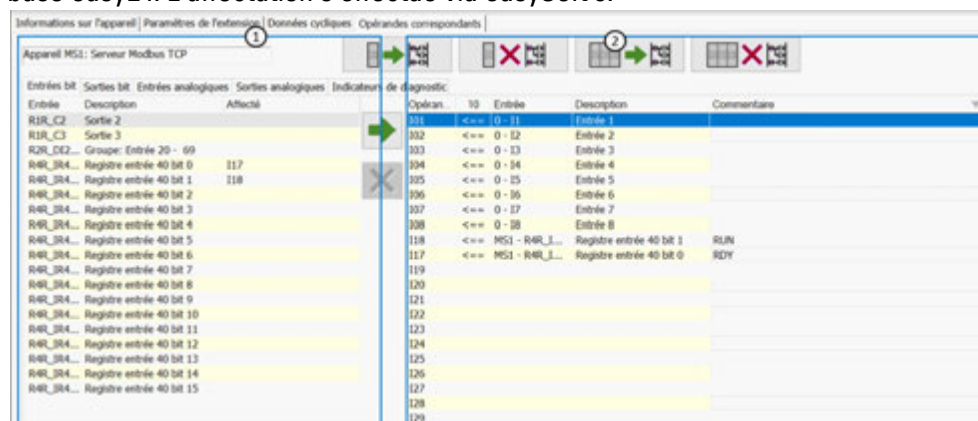 Informations sur l'appareil Paramètres de l'extension Données cycliques Opérandes correspondants
1
2
Appareil MS1: Serveur Modbus TCP
Entrées bit Sorties bit Entrées analogiques Sorties analogiques Indicateurs de diagnostic
Entrée Description Affecté
R1R_C2 Sortie 2
R1R_C3 Sortie 3
R2R_DI2... Groupe: Entrée 20 - 69
R4R_IR4... Registre entrée 40 bit 0 I17
R4R_IR4... Registre entrée 40 bit 1 I18
R4R_IR4... Registre entrée 40 bit 2
R4R_IR4... Registre entrée 40 bit 3
R4R_IR4... Registre entrée 40 bit 4
R4R_IR4... Registre entrée 40 bit 5
R4R_IR4... Registre entrée 40 bit 6
R4R_IR4... Registre entrée 40 bit 7
R4R_IR4... Registre entrée 40 bit 8
R4R_IR4... Registre entrée 40 bit 9
R4R_IR4... Registre entrée 40 bit 10
R4R_IR4... Registre entrée 40 bit 11
R4R_IR4... Registre entrée 40 bit 12
R4R_IR4... Registre entrée 40 bit 13
R4R_IR4... Registre entrée 40 bit 14
R4R_IR4... Registre entrée 40 bit 15
Opéran... IO Entrée Description Commentaire
I01 <== 0 - I1 Entrée 1
I02 <== 0 - I2 Entrée 2
I03 <== 0 - I3 Entrée 3
I04 <== 0 - I4 Entrée 4
I05 <== 0 - I5 Entrée 5
I06 <== 0 - I6 Entrée 6
I07 <== 0 - I7 Entrée 7
I08 <== 0 - I8 Entrée 8
I18 <== MS1 - R4R_I... Registre entrée 40 bit 1 RUN
I17 <== MS1 - R4R_I... Registre entrée 40 bit 0 RDY
I19
I20
I21
I22
I23
I24
I25
I26
I27
I28
I29